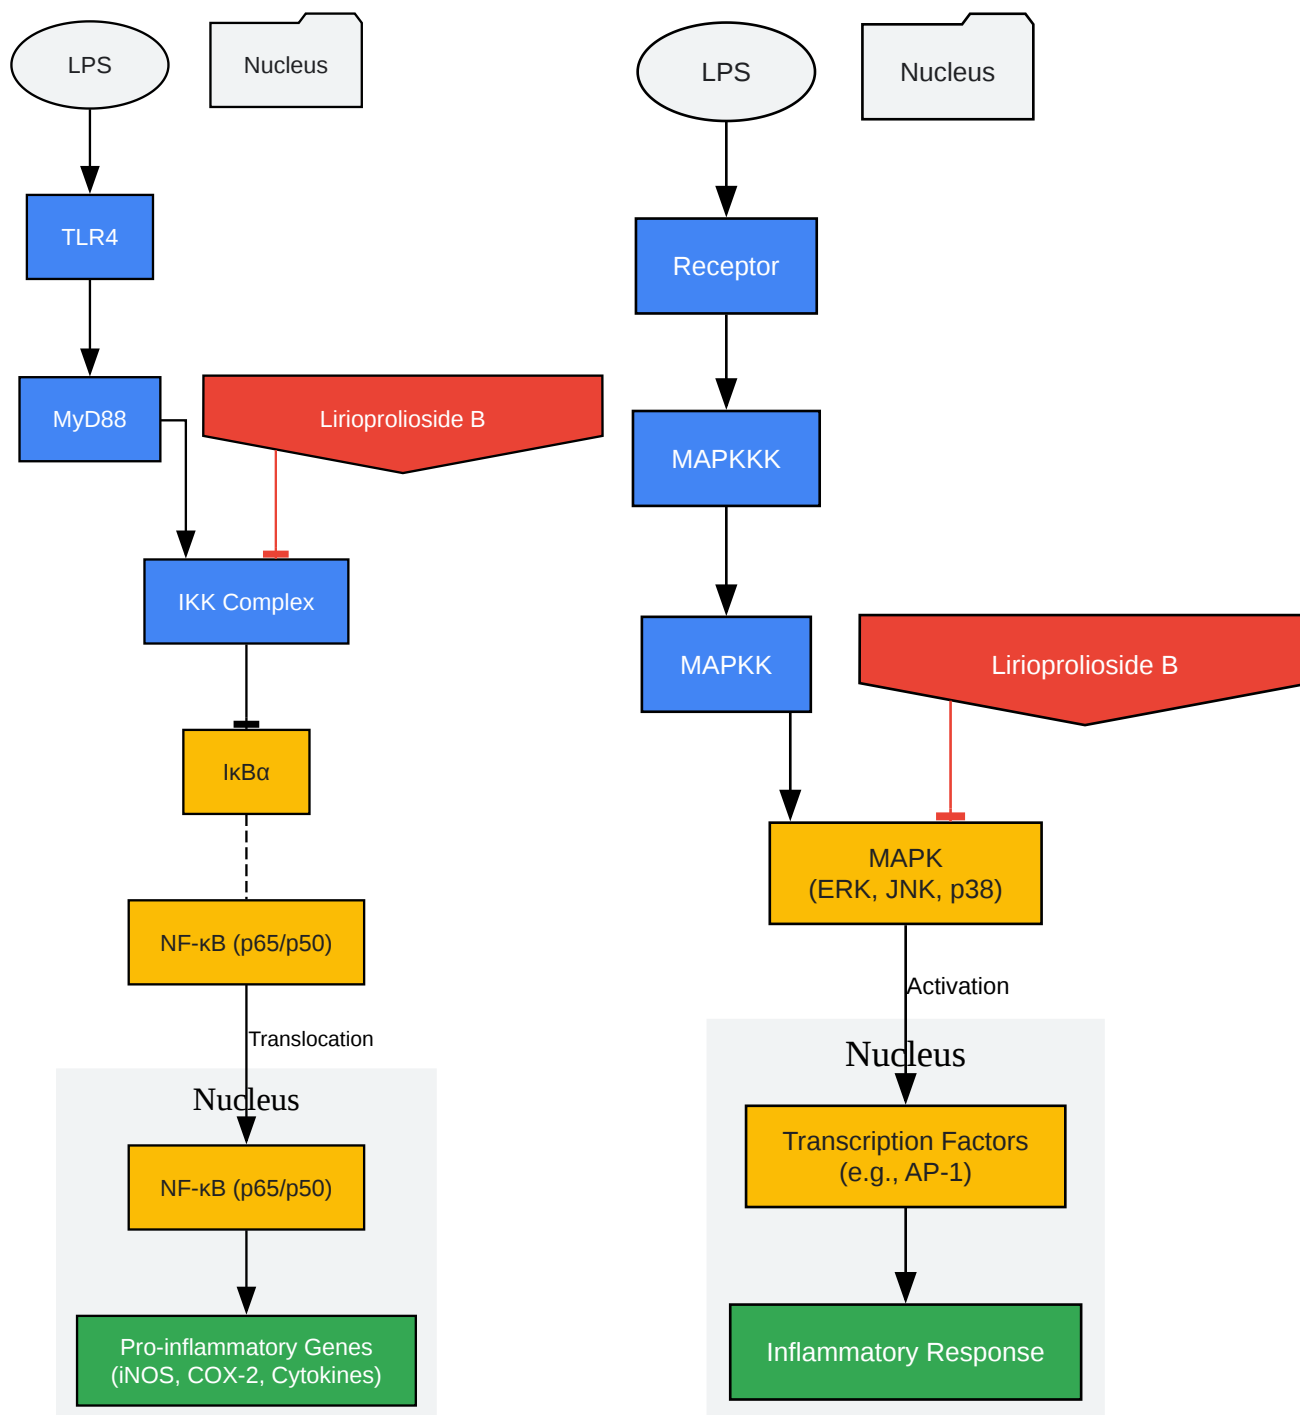 LPS
Nucleus
TLR4
MyD88
Lirioprolioside B
IKK Complex
IκBα
NF-κB (p65/p50)
Translocation
Nucleus
NF-κB (p65/p50)
Pro-inflammatory Genes
(iNOS, COX-2, Cytokines)
LPS
Nucleus
Receptor
MAPKKK
MAPKK
Lirioprolioside B
MAPK
(ERK, JNK, p38)
Activation
Nucleus
Transcription Factors
(e.g., AP-1)
Inflammatory Response